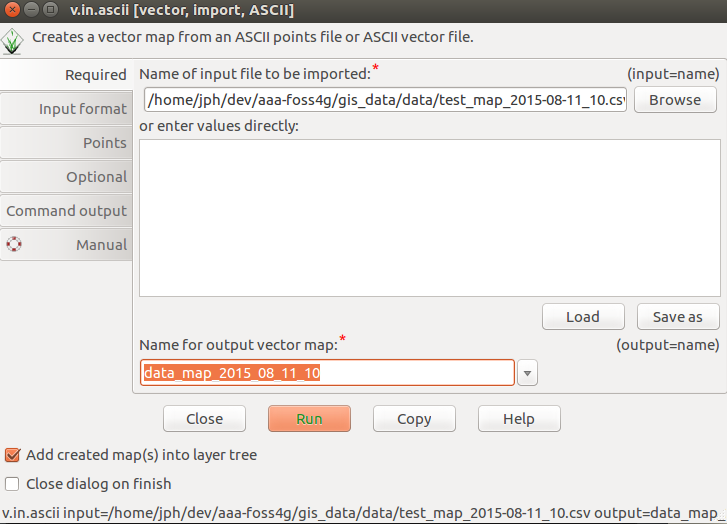 v.in.ascii [vector, import, ASCII]
Creates a vector map from an ASCII points file or ASCII vector file.
Required
Input format
Points
Optional
Command output
Manual
Name of input file to be imported:* (input=name)
/home/jph/dev/aaa-foss4g/gis_data/data/test_map_2015-08-11_10.csv Browse
or enter values directly:
Load Save as
Name for output vector map:* (output=name)
data_map_2015_08_11_10
Close Run Copy Help
Add created map(s) into layer tree
Close dialog on finish
v.in.ascii input=/home/jph/dev/aaa-foss4g/gis_data/data/test_map_2015-08-11_10.csv output=data_map_